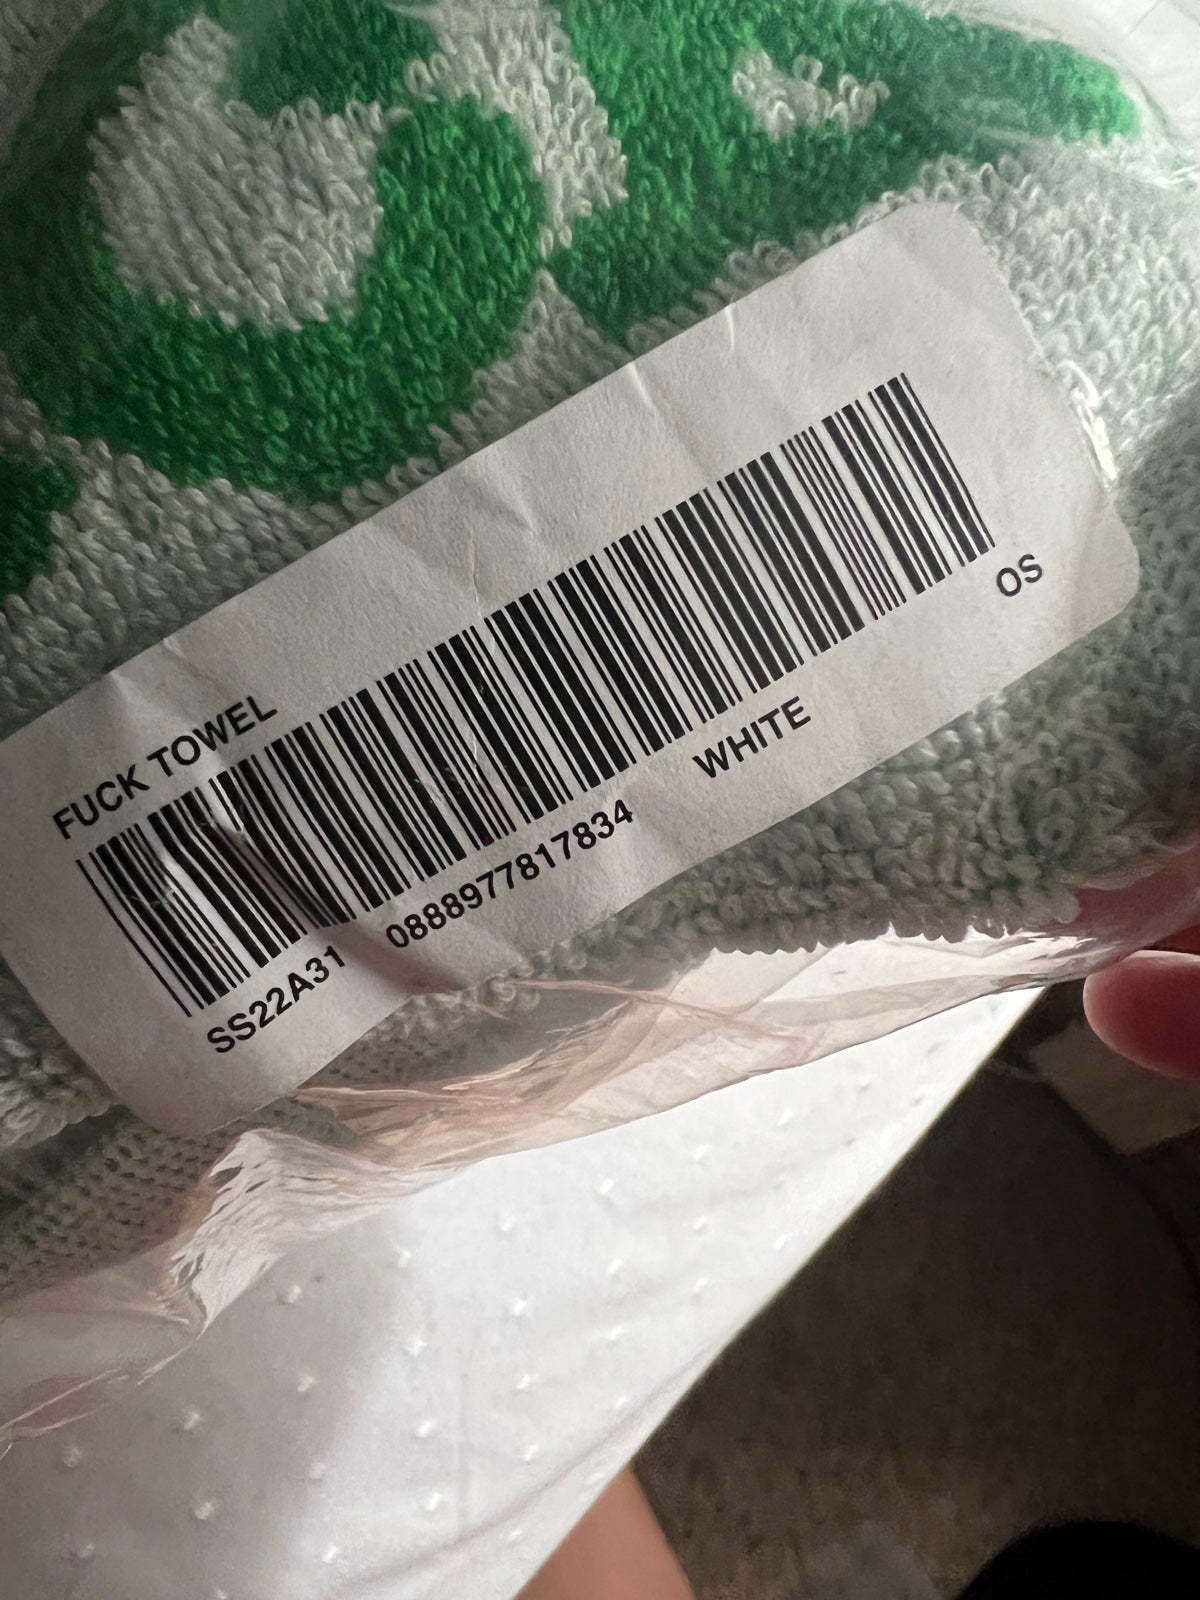 FUCK TOWEL
SS22A31 0888977817834 WHITE OS